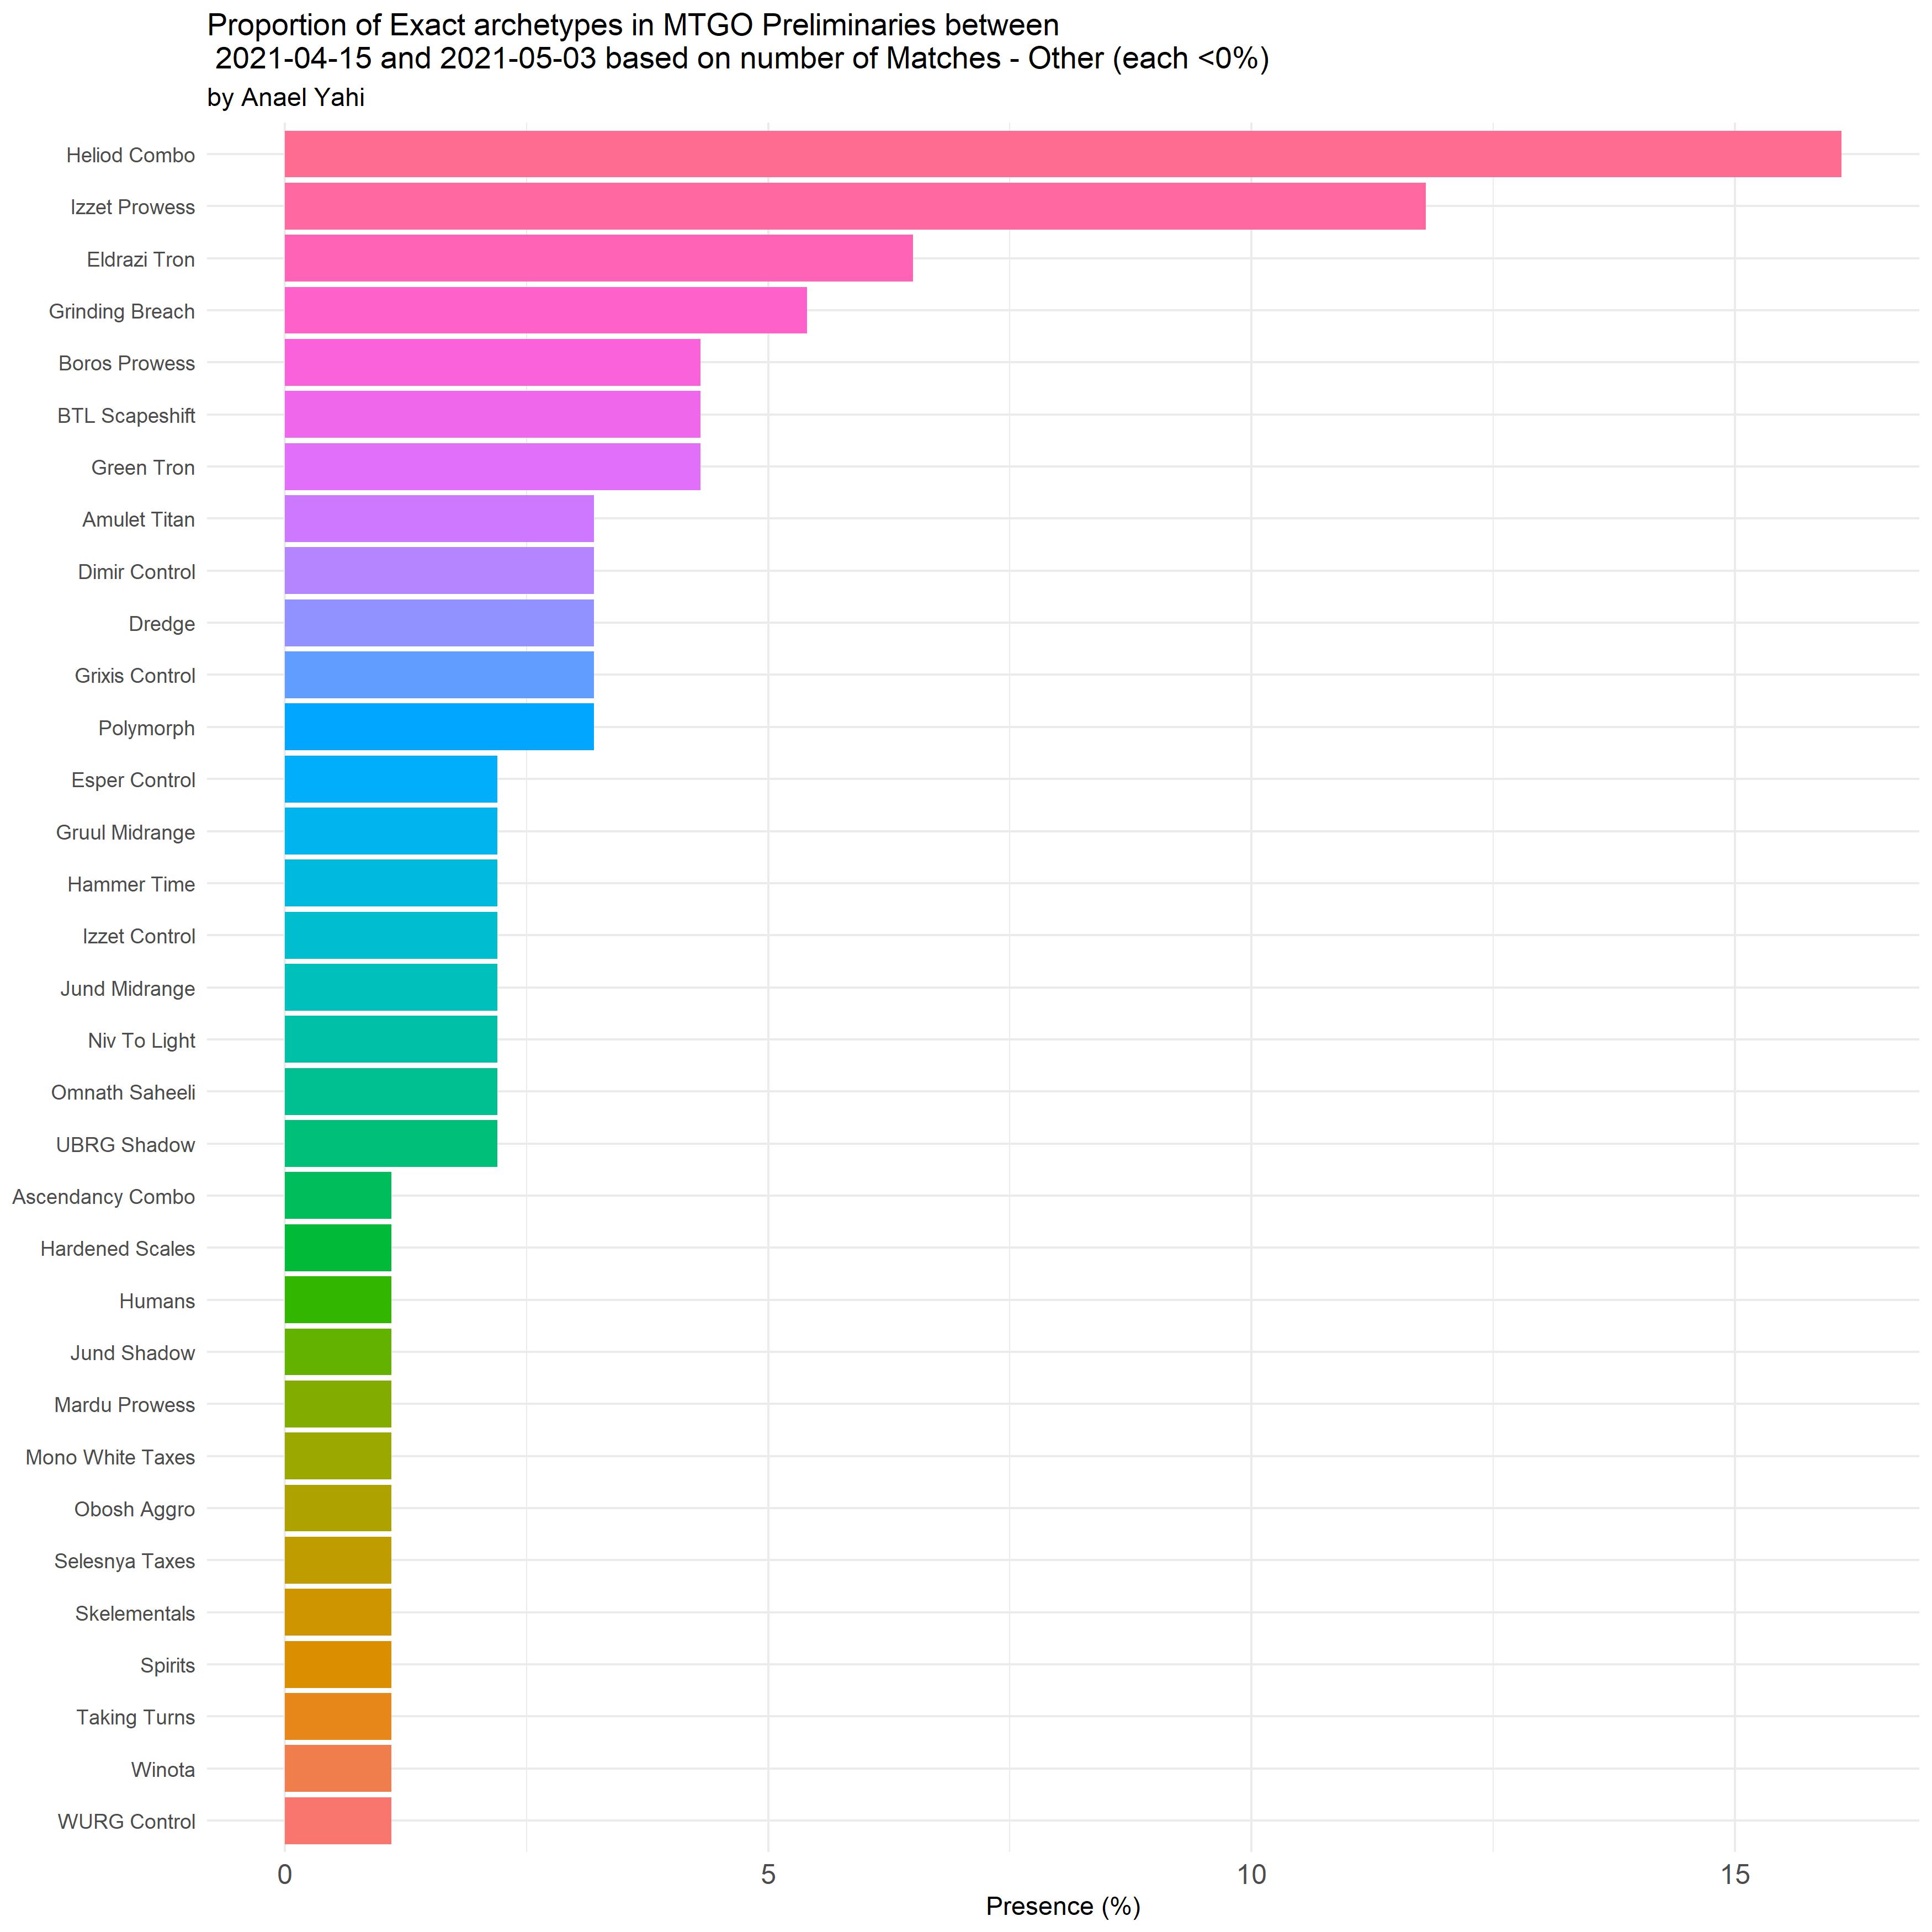 Proportion of Exact archetypes in MTGO Preliminaries between
2021-04-15 and 2021-05-03 based on number of Matches - Other (each <0%)
by Anael Yahi
Heliod Combo
Izzet Prowess
Eldrazi Tron
Grinding Breach
Boros Prowess
BTL Scapeshift
Green Tron
Amulet Titan
Dimir Control
Dredge
Grixis Control
Polymorph
Esper Control
Gruul Midrange
Hammer Time
Izzet Control
Jund Midrange
Niv To Light
Omnath Saheeli
UBRG Shadow
Ascendancy Combo
Hardened Scales
Humans
Jund Shadow
Mardu Prowess
Mono White Taxes
Obosh Aggro
Selesnya Taxes
Skelementals
Spirits
Taking Turns
Winota
WURG Control
0 5 10 15
Presence (%)